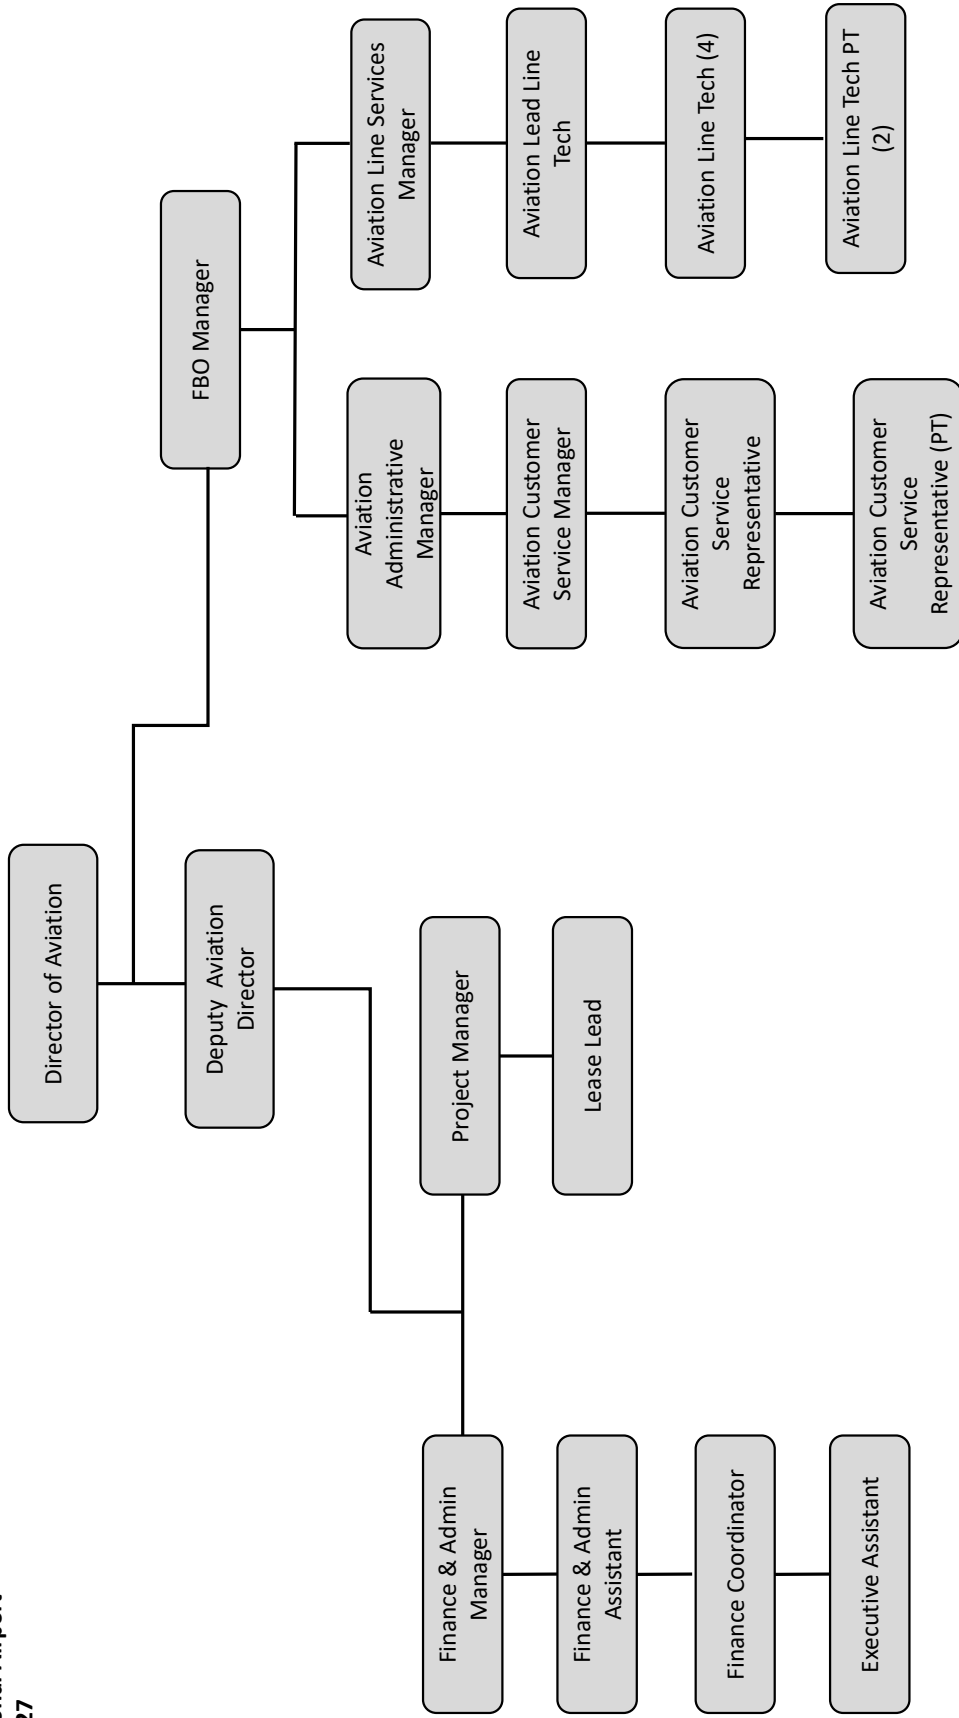 Director of Aviation
Deputy Aviation
Director
FBO Manager
Finance & Admin
Manager
Finance & Admin
Assistant
Finance Coordinator
Executive Assistant
Project Manager
Lease Lead
Aviation
Administrative
Manager
Aviation Customer
Service Manager
Aviation Customer
Service
Representative
Aviation Customer
Service
Representative (PT)
Aviation Line Services
Manager
Aviation Lead Line
Tech
Aviation Line Tech (4)
Aviation Line Tech PT
(2)
27